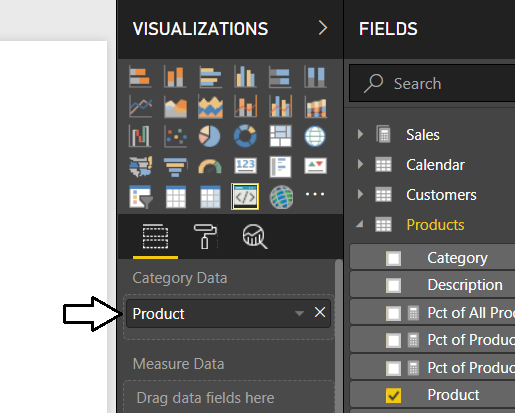 VISUALIZATIONS
123
Category Data
Product
Measure Data
Drag data fields here
FIELDS
Search
Sales
Calendar
Customers
Products
Category
Description
Pct of All Pro
Pct of Produc
Pct of Produc
Product